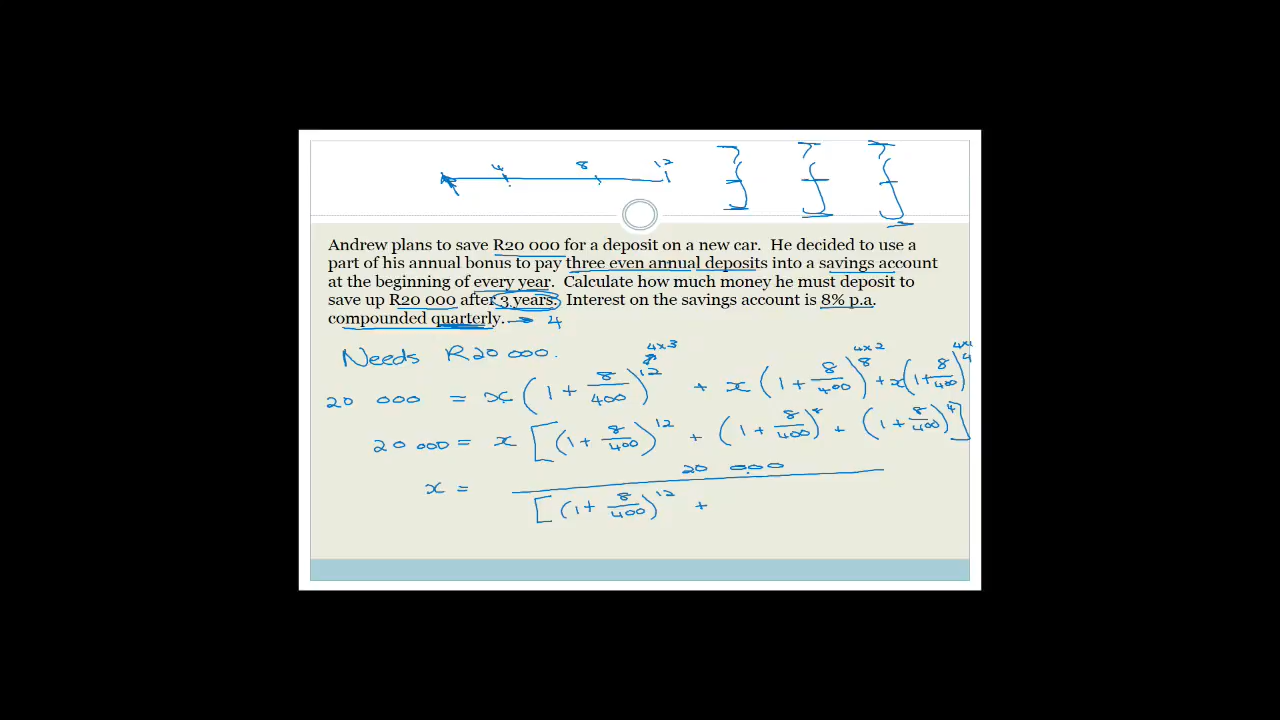 4 8 12
Andrew plans to save R20 000 for a deposit on a new car. He decided to use a
part of his annual bonus to pay three even annual deposits into a savings account
at the beginning of every year. Calculate how much money he must deposit to
save up R20 000 after 3 years. Interest on the savings account is 8% p.a.
compounded quarterly. → 4
Needs R20 000.
4x3 4x2
20 000 = x(1 + 8/400)^12 + x(1 + 8/400)^8 + x(1 + 8/400)^4
20 000 = x[(1 + 8/400)^12 + (1 + 8/400)^8 + (1 + 8/400)^4]
20 000
x =
[(1 + 8/400)^12 +